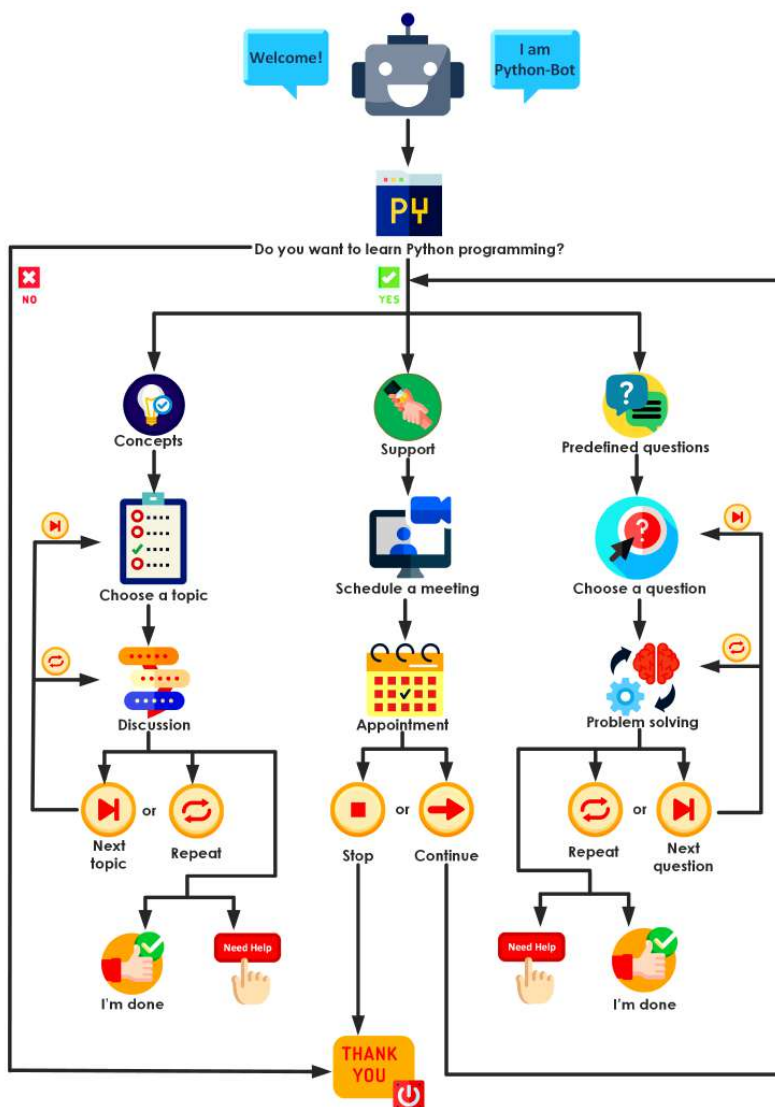 Welcome!
I am
Python-Bot
PY
Do you want to learn Python programming?
NO
YES
Concepts
Support
Predefined questions
?
Choose a topic
Schedule a meeting
?
Choose a question
Discussion
Appointment
Problem solving
or
or
or
Next
topic
Repeat
Stop
Continue
Repeat
Next
question
Need Help
Need Help
I'm done
I'm done
THANK
YOU